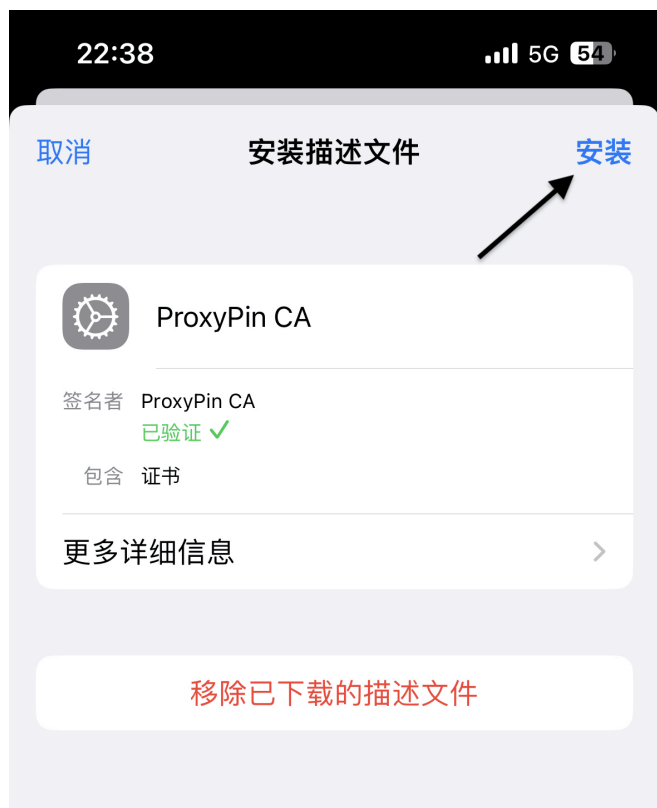 22:38
5G 54
取消 安装描述文件 安装
ProxyPin CA
签名者 ProxyPin CA
已验证
包含 证书
更多详细信息
移除已下载的描述文件